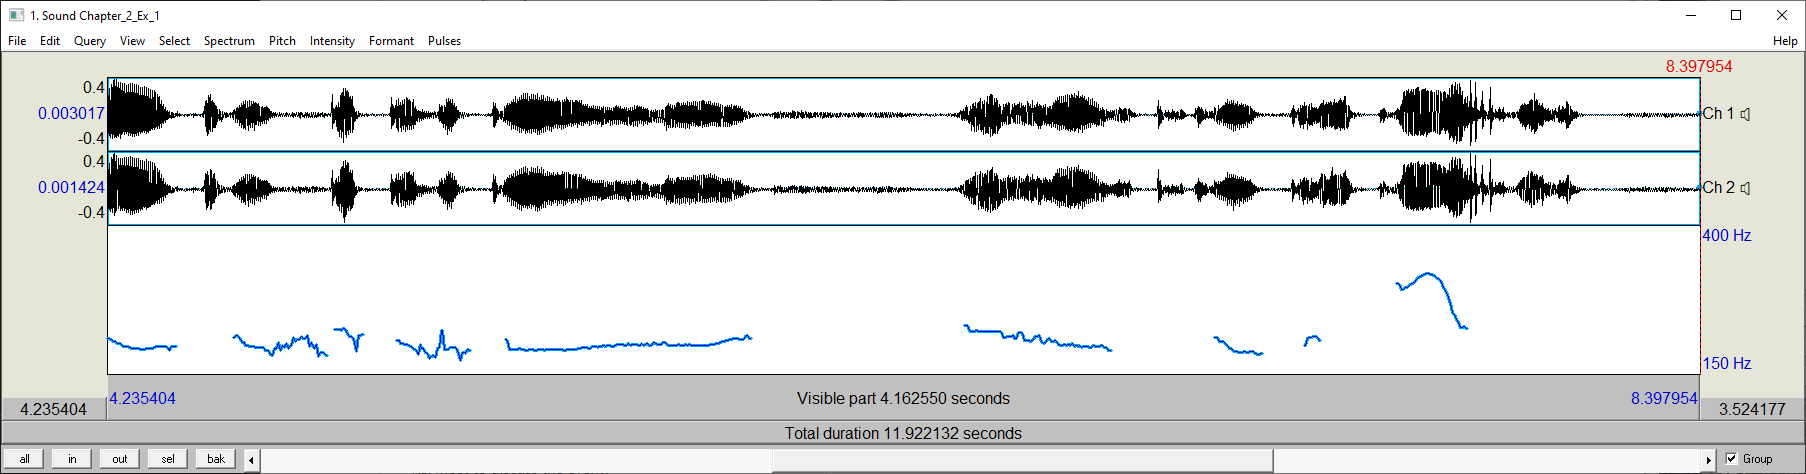 1. Sound Chapter_2_Ex_1
File Edit Query View Select Spectrum Pitch Intensity Formant Pulses Help
8.397954
0.4
0.003017 Ch 1
-0.4
0.4
0.001424 Ch 2
-0.4
400 Hz
150 Hz
4.235404 Visible part 4.162550 seconds 8.397954
4.235404 3.524177
Total duration 11.922132 seconds
all in out sel bak Group